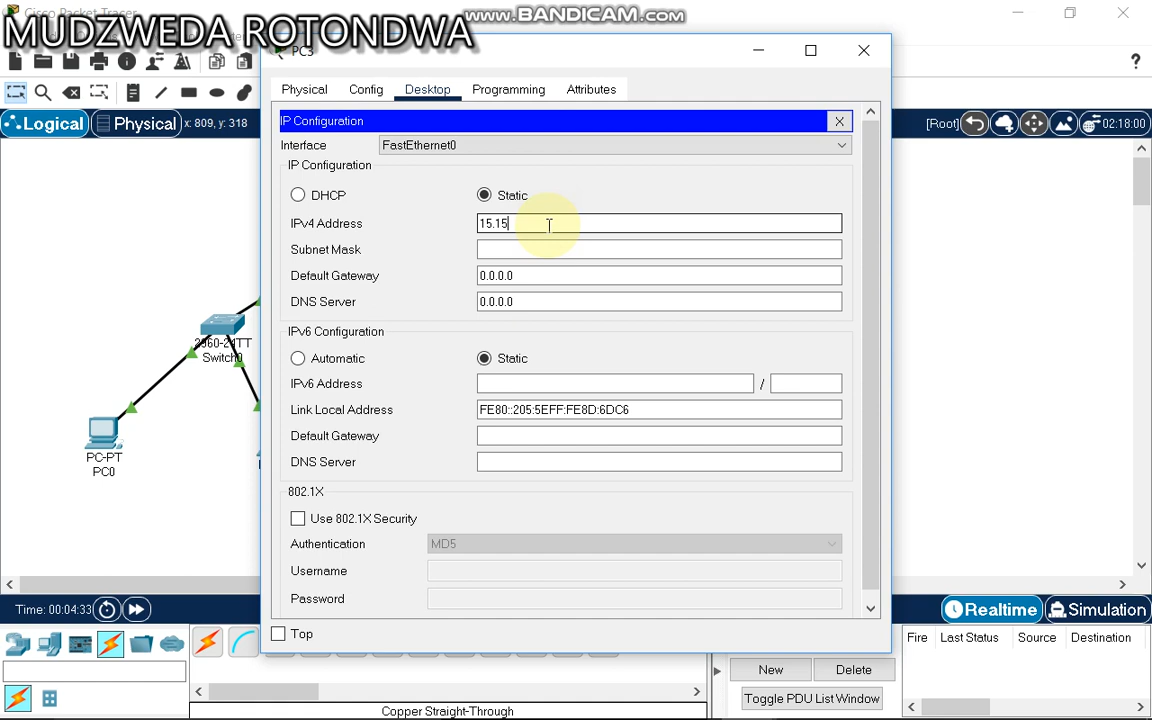 Cisco Packet Tracer
www.BANDICAM.com
MUDZWEDA ROTONDWA
PC3
?
Physical Config Desktop Programming Attributes
Logical Physical x: 809, y: 318
[Root] 02:18:00
IP Configuration X
Interface FastEthernet0
IP Configuration
DHCP Static
IPv4 Address 15.15
Subnet Mask
Default Gateway 0.0.0.0
DNS Server 0.0.0.0
IPv6 Configuration
Automatic Static
IPv6 Address /
Link Local Address FE80::205:5EFF:FE8D:6DC6
Default Gateway
DNS Server
802.1X
Use 802.1X Security
Authentication MD5
Username
Password
Top
2960-24TT
Switch0
PC-PT
PC0
Time: 00:04:33
Realtime Simulation
Fire Last Status Source Destination
New Delete
Toggle PDU List Window
Copper Straight-Through